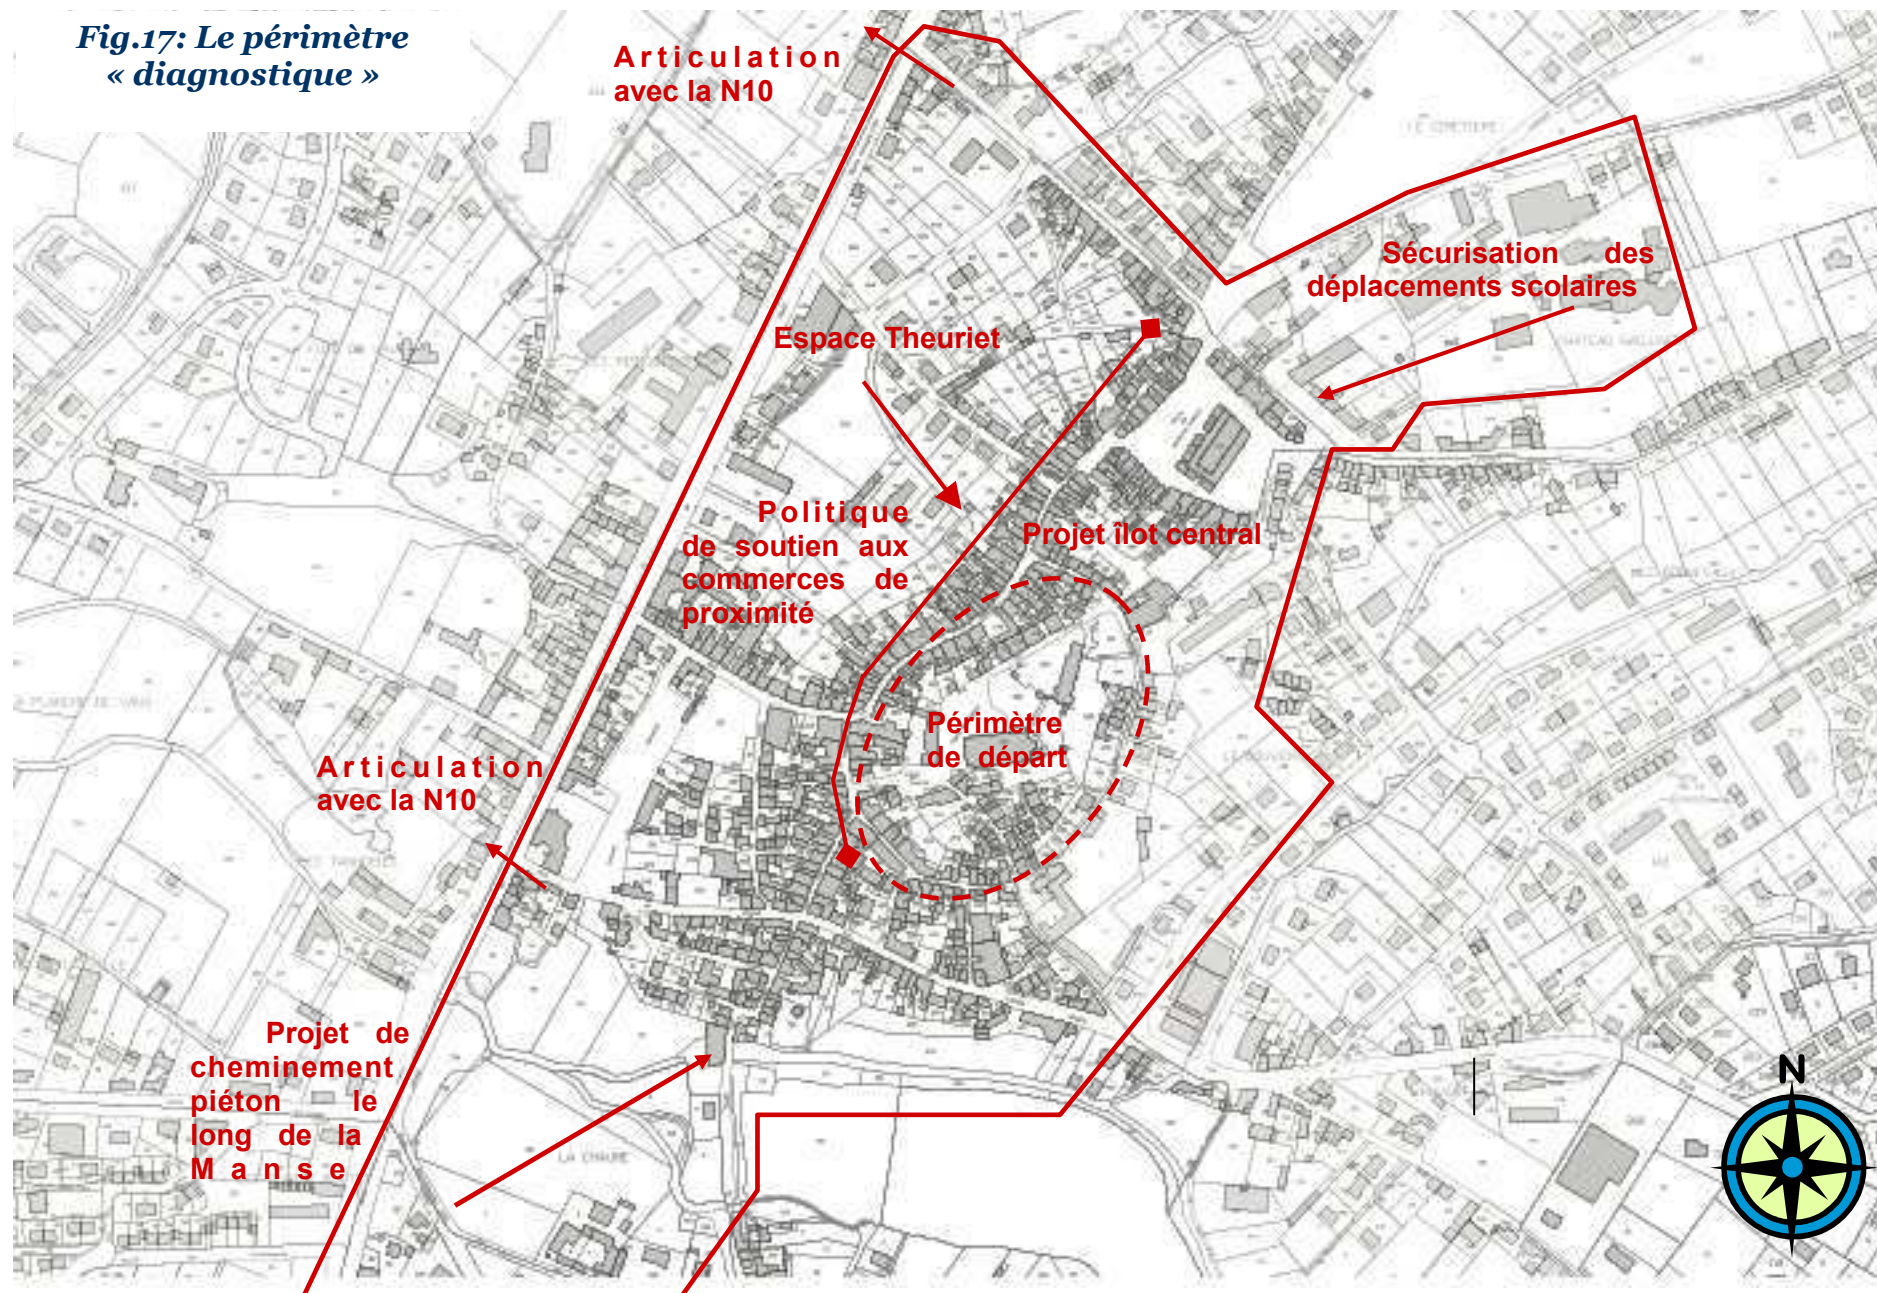 Fig.17: Le périmètre
« diagnostique »
Articulation
avec la N10
Sécurisation des
déplacements scolaires
Espace Theuriet
Politique
de soutien aux
commerces de
proximité
Projet îlot central
Périmètre
de départ
Articulation
avec la N10
Projet de
cheminement
piéton le
long de la
Manse
LA CHAUME
N